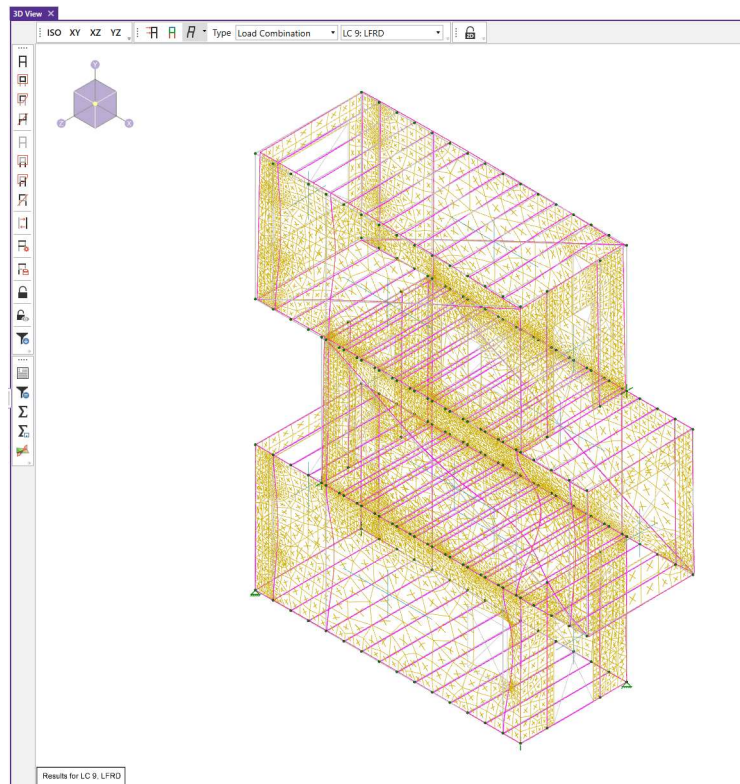 3D View ✕
ISO XY XZ YZ Type Load Combination LC 9: LFRD
Y
Z X
Results for LC 9, LFRD